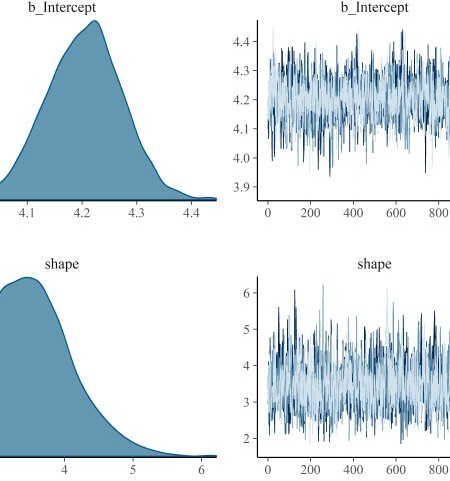 b_Intercept
b_Intercept
4.4
4.3
4.2
4.1
4.0
3.9
4.1 4.2 4.3 4.4
0 200 400 600 800
shape
shape
6
5
4
3
2
4 5 6
0 200 400 600 800